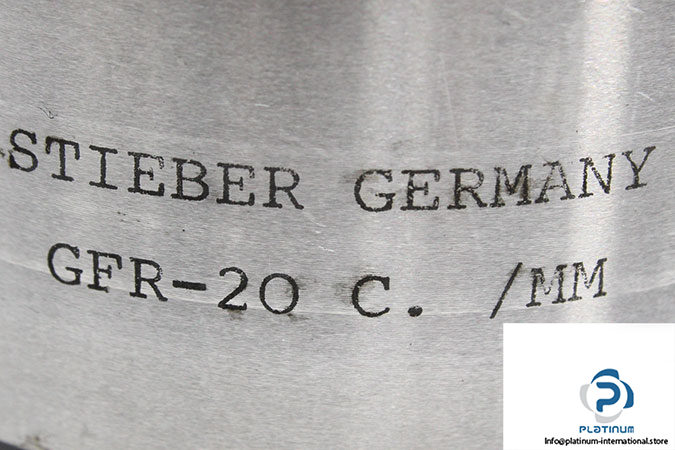 STIEBER GERMANY
GFR-20 C. /MM
PLATINUM
Info@platinum-international.store